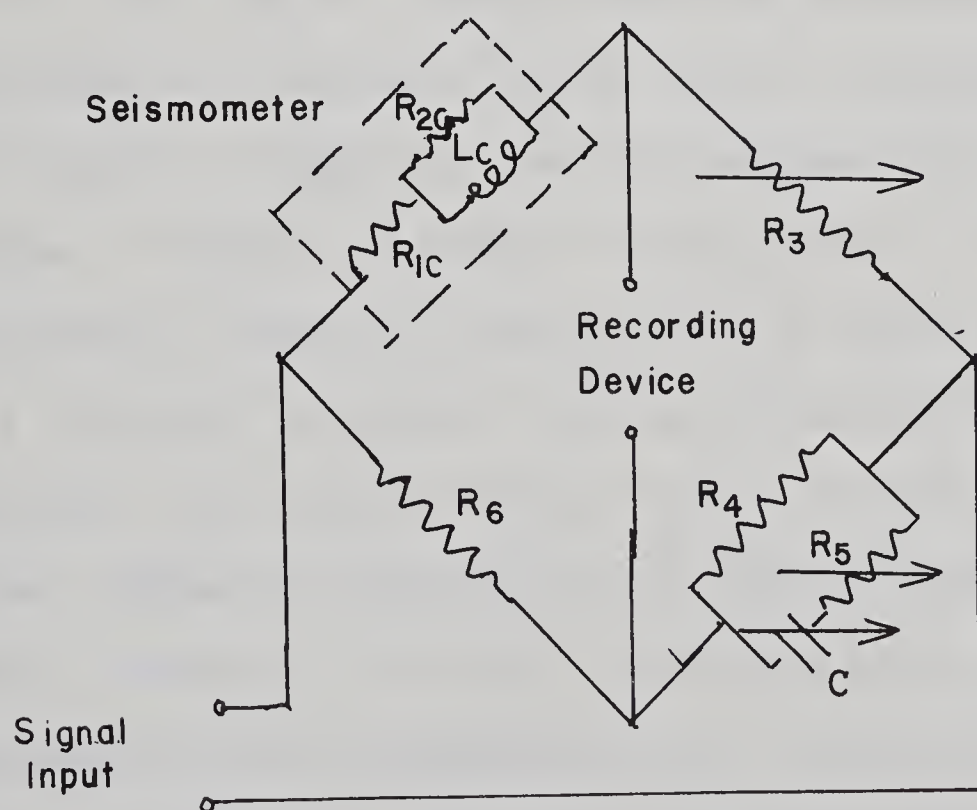 Seismometer
R2C
LC
R1C
R3
Recording
Device
R6
R4
R5
C
Signal
Input